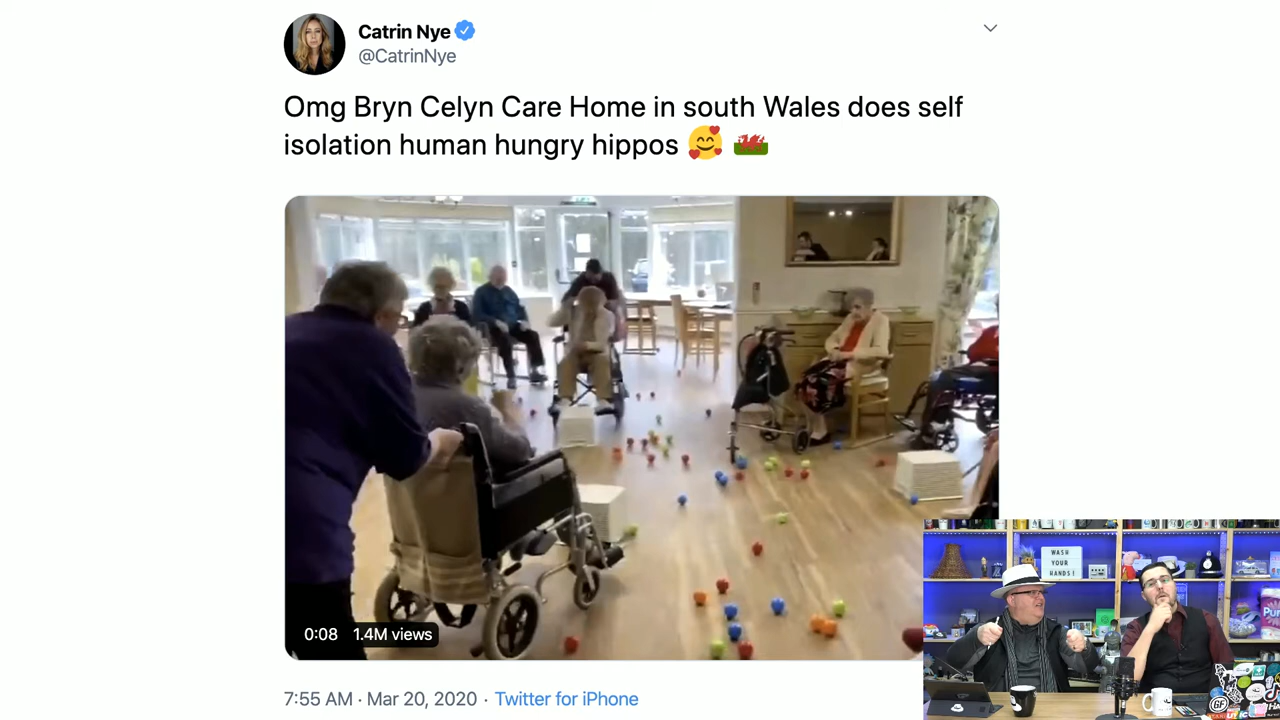 Catrin Nye
@CatrinNye
Omg Bryn Celyn Care Home in south Wales does self
isolation human hungry hippos 🥰 🏴󠁧󠁢󠁷󠁬󠁳󠁿
0:08 1.4M views
7:55 AM · Mar 20, 2020 · Twitter for iPhone
WASH
YOUR
HANDS!